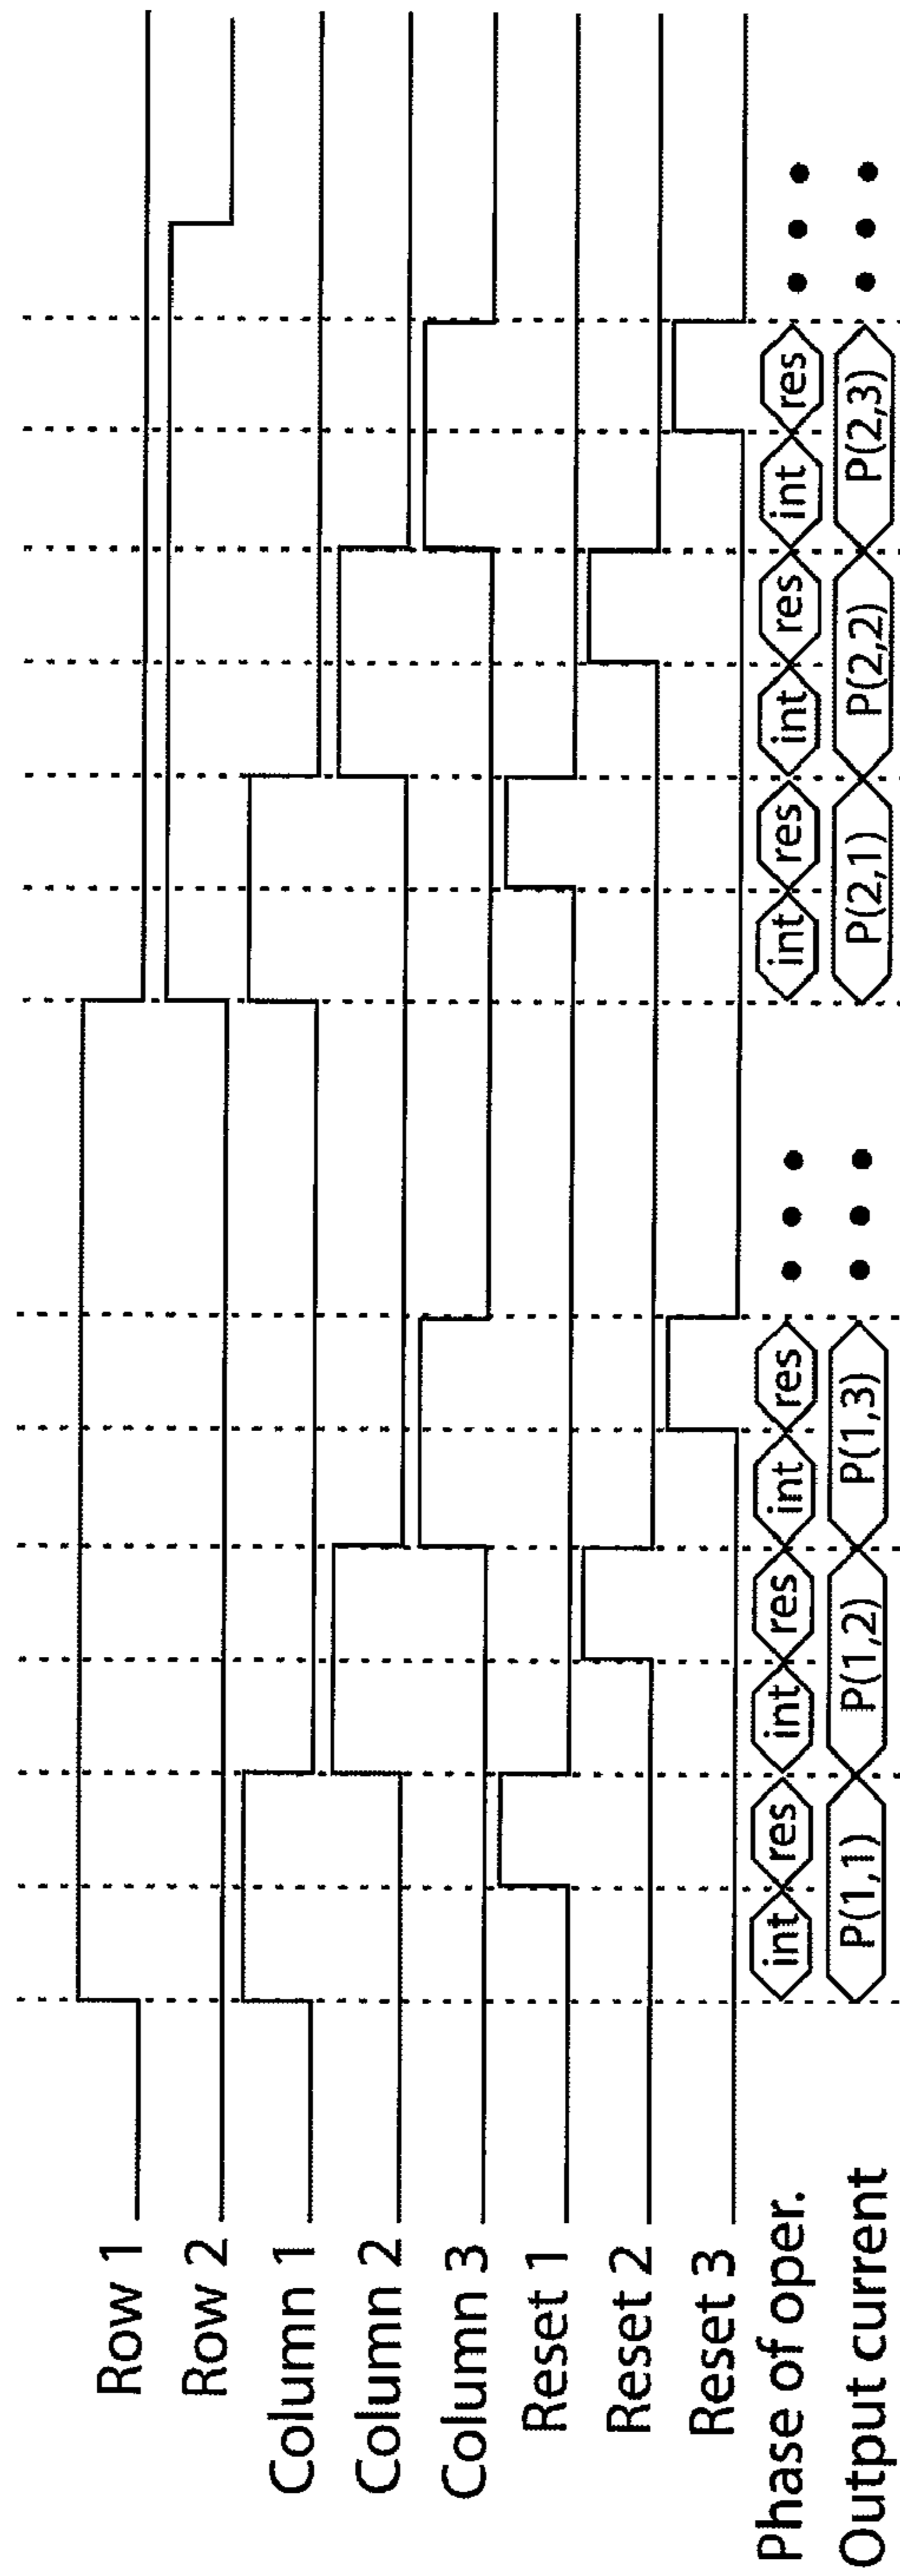 Row 1
Row 2
Column 1
Column 2
Column 3
Reset 1
Reset 2
Reset 3
Phase of oper. int res int res int res int res int res int res
Output current P(1,1) P(1,2) P(1,3) P(2,1) P(2,2) P(2,3)